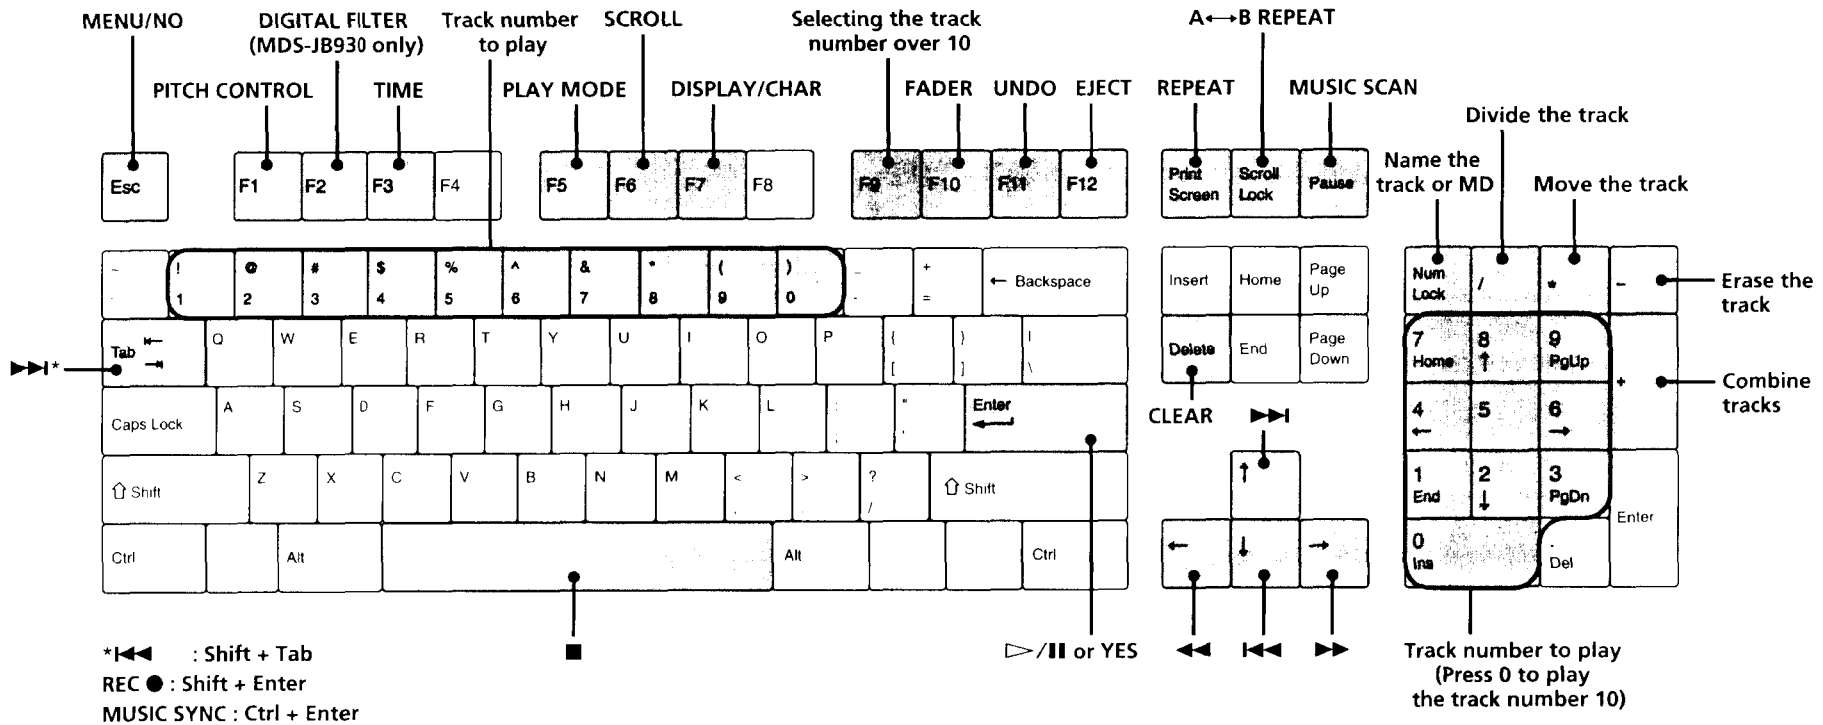 MENU/NO
DIGITAL FILTER
(MDS-JB930 only)
Track number
to play
SCROLL
Selecting the track
number over 10
A⟷B REPEAT
PITCH CONTROL
TIME
PLAY MODE
DISPLAY/CHAR
FADER
UNDO
EJECT
REPEAT
MUSIC SCAN
Divide the track
Name the
track or MD
Move the track
Esc
F1
F2
F3
F4
F5
F6
F7
F8
F9
F10
F11
F12
Print
Screen
Scroll
Lock
Pause
~
! 1
@ 2
# 3
$ 4
% 5
^ 6
& 7
* 8
( 9
) 0
_ -
+ =
← Backspace
Insert
Home
Page
Up
Num
Lock
/
*
-
Erase the
track
▶▶I*
Tab
Q
W
E
R
T
Y
U
I
O
P
{ [
} ]
| \
Delete
End
Page
Down
7
Home
8
↑
9
PgUp
+
Combine
tracks
Caps Lock
A
S
D
F
G
H
J
K
L
: ;
" '
Enter
CLEAR
▶▶I
4
←
5
6
→
⇧ Shift
Z
X
C
V
B
N
M
< ,
> .
? /
⇧ Shift
↑
1
End
2
↓
3
PgDn
Enter
Ctrl
Alt
Alt
Ctrl
←
↓
→
0
Ins
.
Del
■
▷/❚❚ or YES
◀◀
I◀◀
▶▶
Track number to play
(Press 0 to play
the track number 10)
*I◀◀ : Shift + Tab
REC ● : Shift + Enter
MUSIC SYNC : Ctrl + Enter